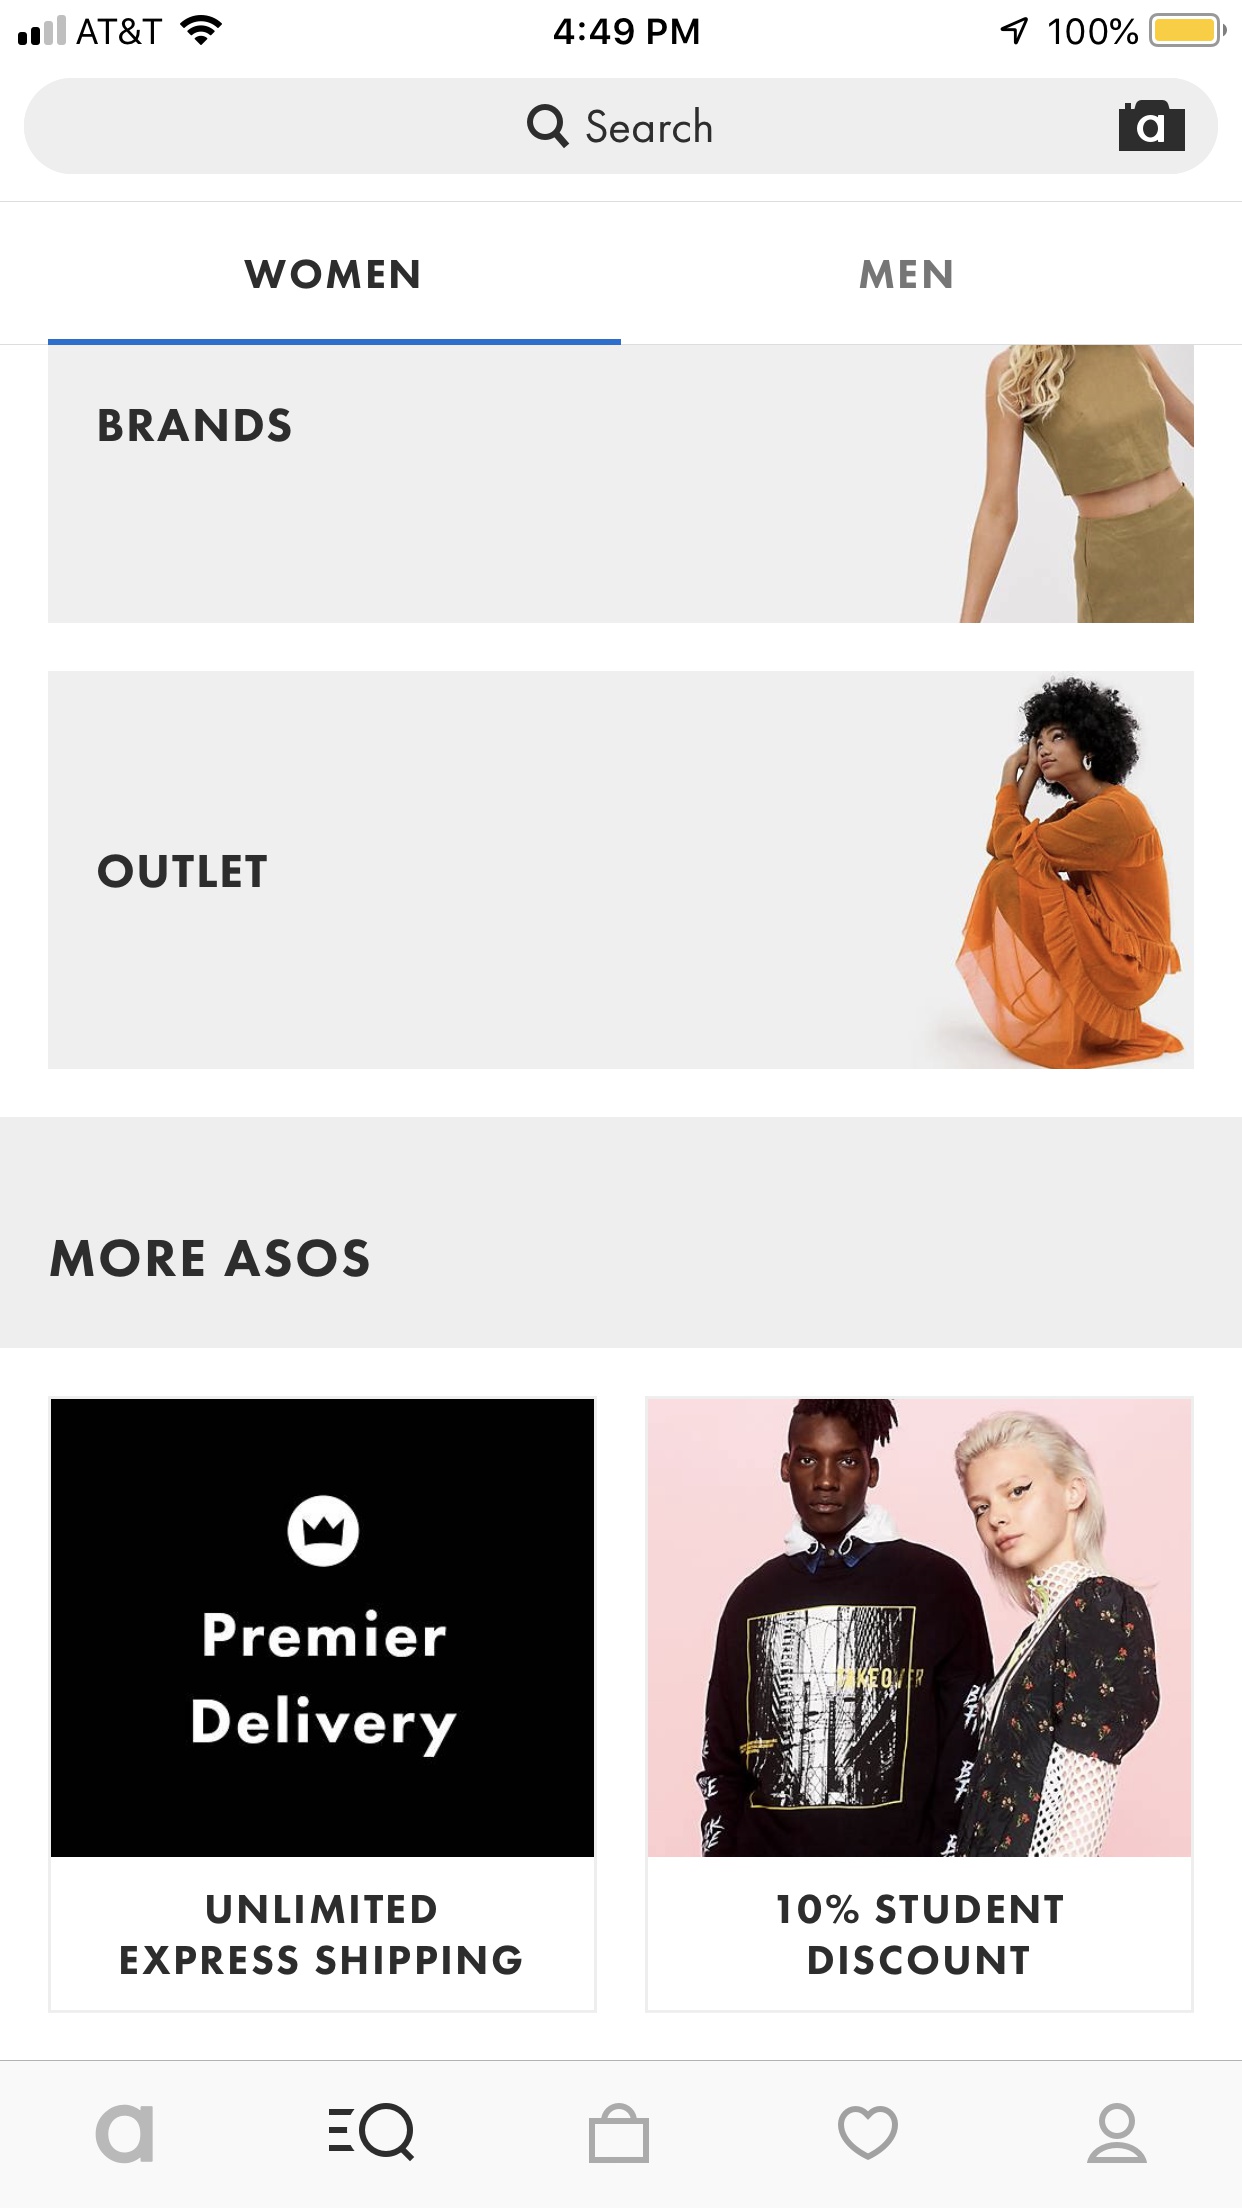 AT&T 4:49 PM 100%
Search
a
WOMEN MEN
BRANDS
OUTLET
MORE ASOS
Premier
Delivery
TAKEOVER
UNLIMITED
EXPRESS SHIPPING
10% STUDENT
DISCOUNT
a